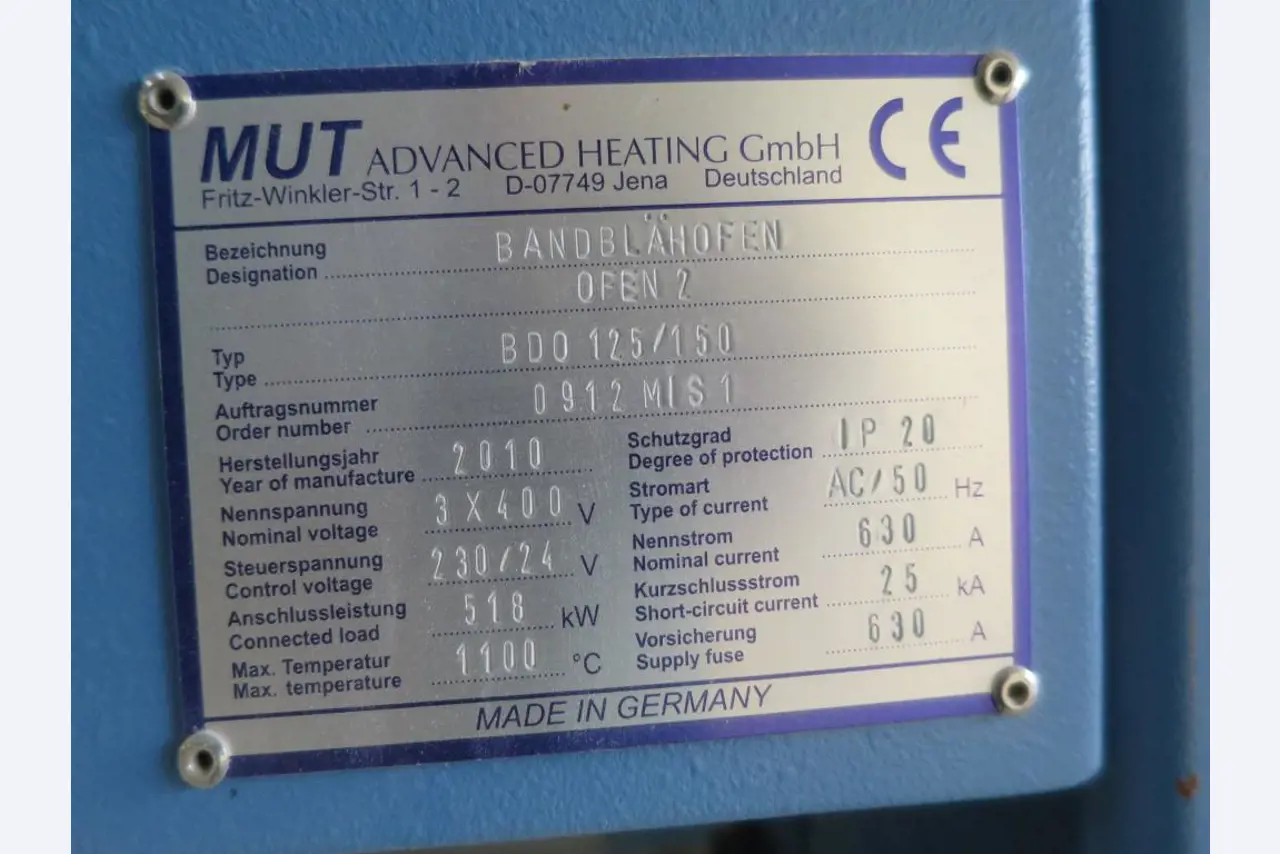 MUT ADVANCED HEATING GmbH CE
Fritz-Winkler-Str. 1 - 2 D-07749 Jena Deutschland
Bezeichnung
Designation BANDBLÄHOFEN
OFEN 2
Typ
Type BDO 125/150
Auftragsnummer
Order number 0912 MIS 1
Herstellungsjahr
Year of manufacture 2010
Schutzgrad
Degree of protection IP 20
Nennspannung
Nominal voltage 3 X 400 V
Stromart
Type of current AC/50 Hz
Steuerspannung
Control voltage 230/24 V
Nennstrom
Nominal current 630 A
Anschlussleistung
Connected load 518 kW
Kurzschlussstrom
Short-circuit current 25 kA
Max. Temperatur
Max. temperature 1100 °C
Vorsicherung
Supply fuse 630 A
MADE IN GERMANY